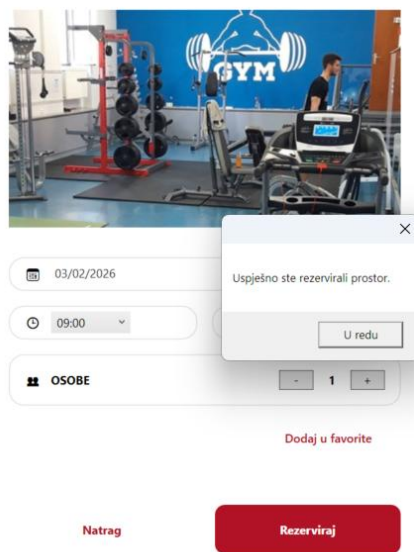 GYM
03/02/2026
Uspješno ste rezervirali prostor.
09:00
U redu
OSOBE
- 1 +
Dodaj u favorite
Natrag
Rezerviraj